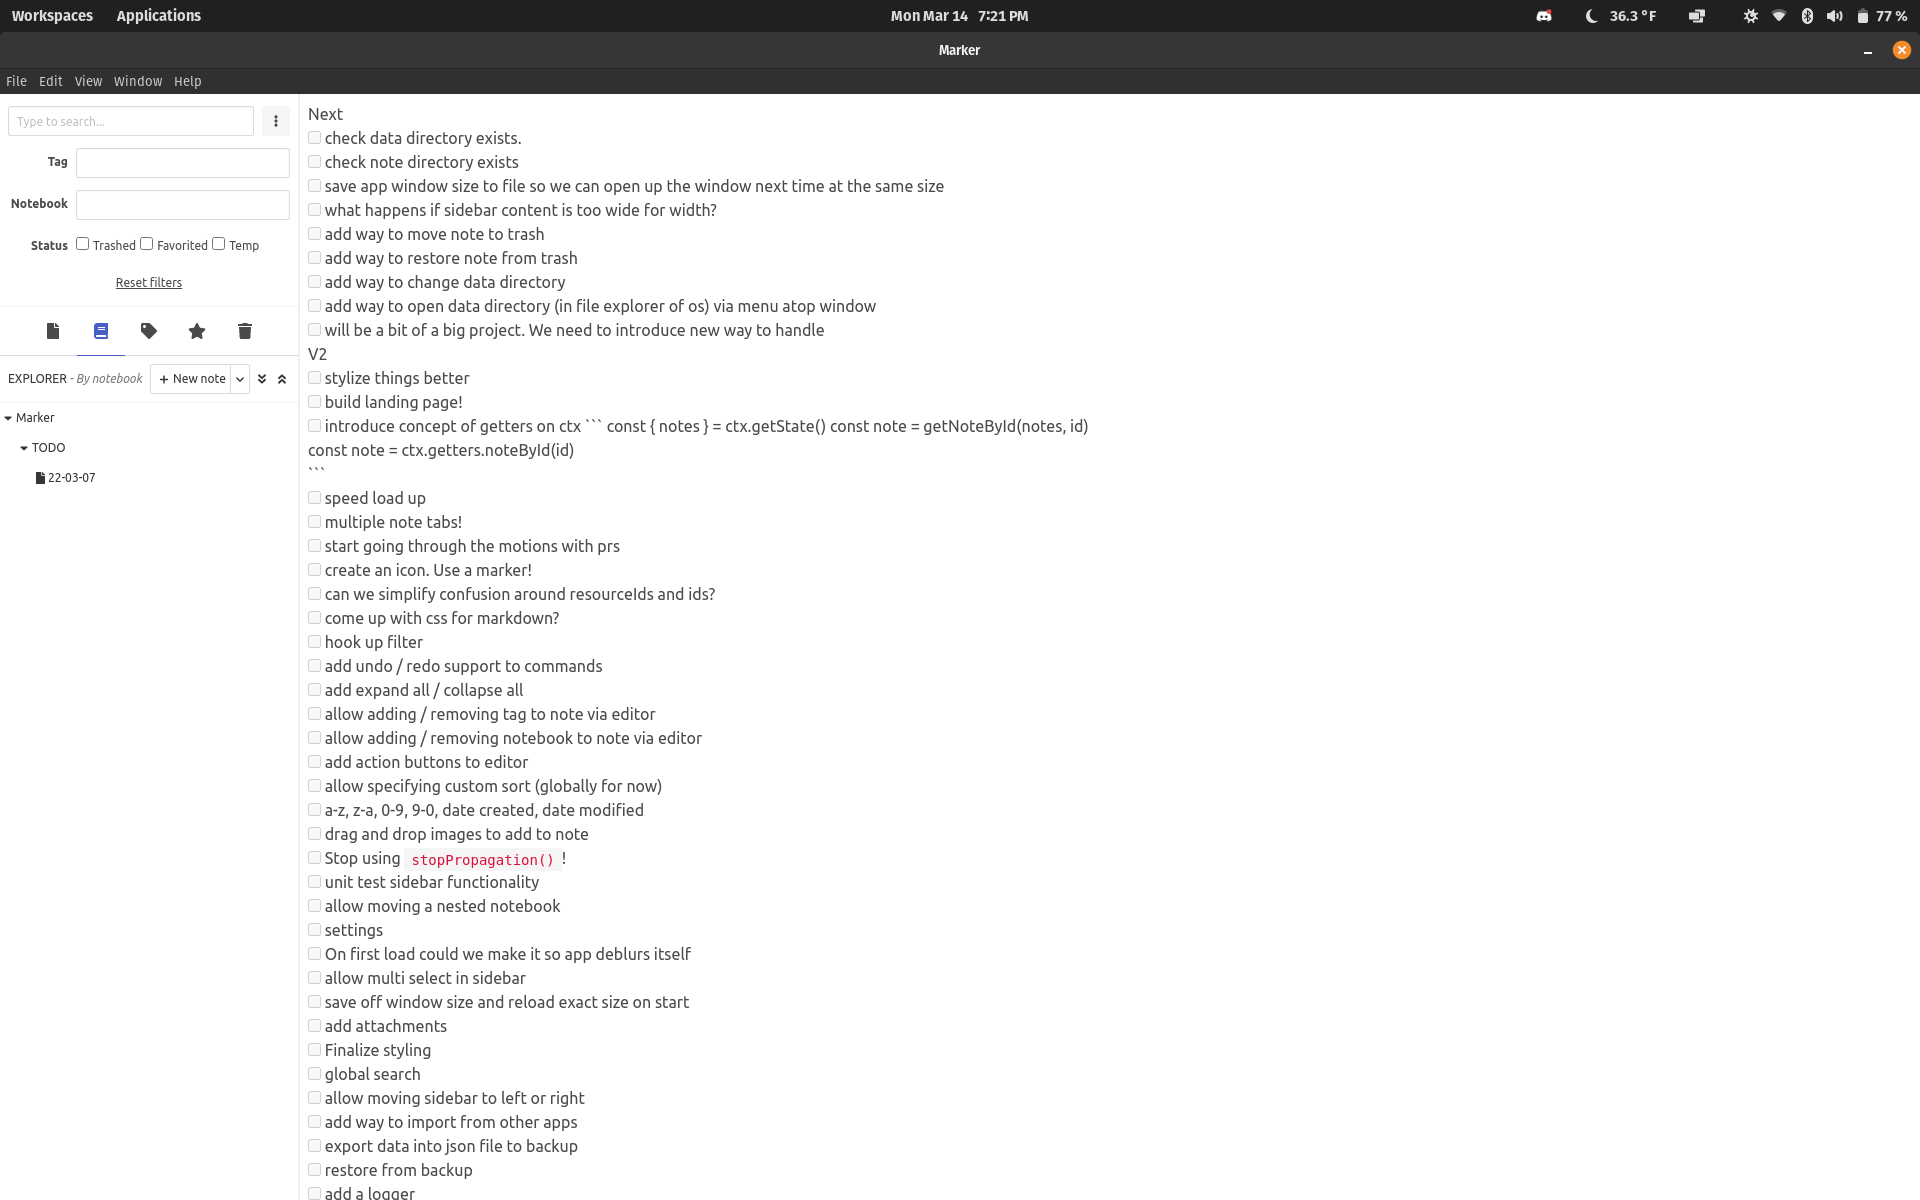 Workspaces Applications Mon Mar 14 7:21 PM 36.3 °F 77 %
Marker
File Edit View Window Help
Type to search...
Tag
Notebook
Status Trashed Favorited Temp
Reset filters
EXPLORER - By notebook + New note
Marker
TODO
22-03-07
Next
check data directory exists.
check note directory exists
save app window size to file so we can open up the window next time at the same size
what happens if sidebar content is too wide for width?
add way to move note to trash
add way to restore note from trash
add way to change data directory
add way to open data directory (in file explorer of os) via menu atop window
will be a bit of a big project. We need to introduce new way to handle
V2
stylize things better
build landing page!
introduce concept of getters on ctx ``` const { notes } = ctx.getState() const note = getNoteById(notes, id)
const note = ctx.getters.noteById(id)
```
speed load up
multiple note tabs!
start going through the motions with prs
create an icon. Use a marker!
can we simplify confusion around resourceIds and ids?
come up with css for markdown?
hook up filter
add undo / redo support to commands
add expand all / collapse all
allow adding / removing tag to note via editor
allow adding / removing notebook to note via editor
add action buttons to editor
allow specifying custom sort (globally for now)
a-z, z-a, 0-9, 9-0, date created, date modified
drag and drop images to add to note
Stop using stopPropagation() !
unit test sidebar functionality
allow moving a nested notebook
settings
On first load could we make it so app deblurs itself
allow multi select in sidebar
save off window size and reload exact size on start
add attachments
Finalize styling
global search
allow moving sidebar to left or right
add way to import from other apps
export data into json file to backup
restore from backup
add a logger